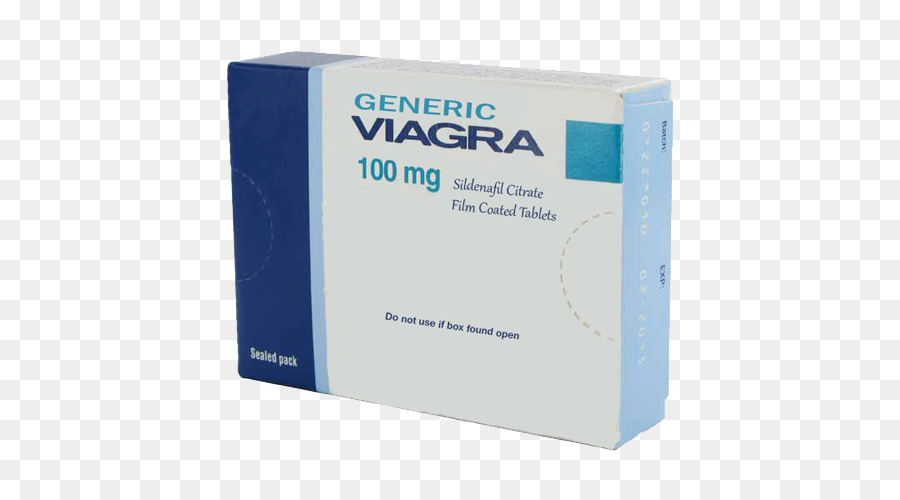 GENERIC
VIAGRA
100 mg
Sildenafil Citrate
Film Coated Tablets
Do not use if box found open
Sealed pack
Batch:
EXP: